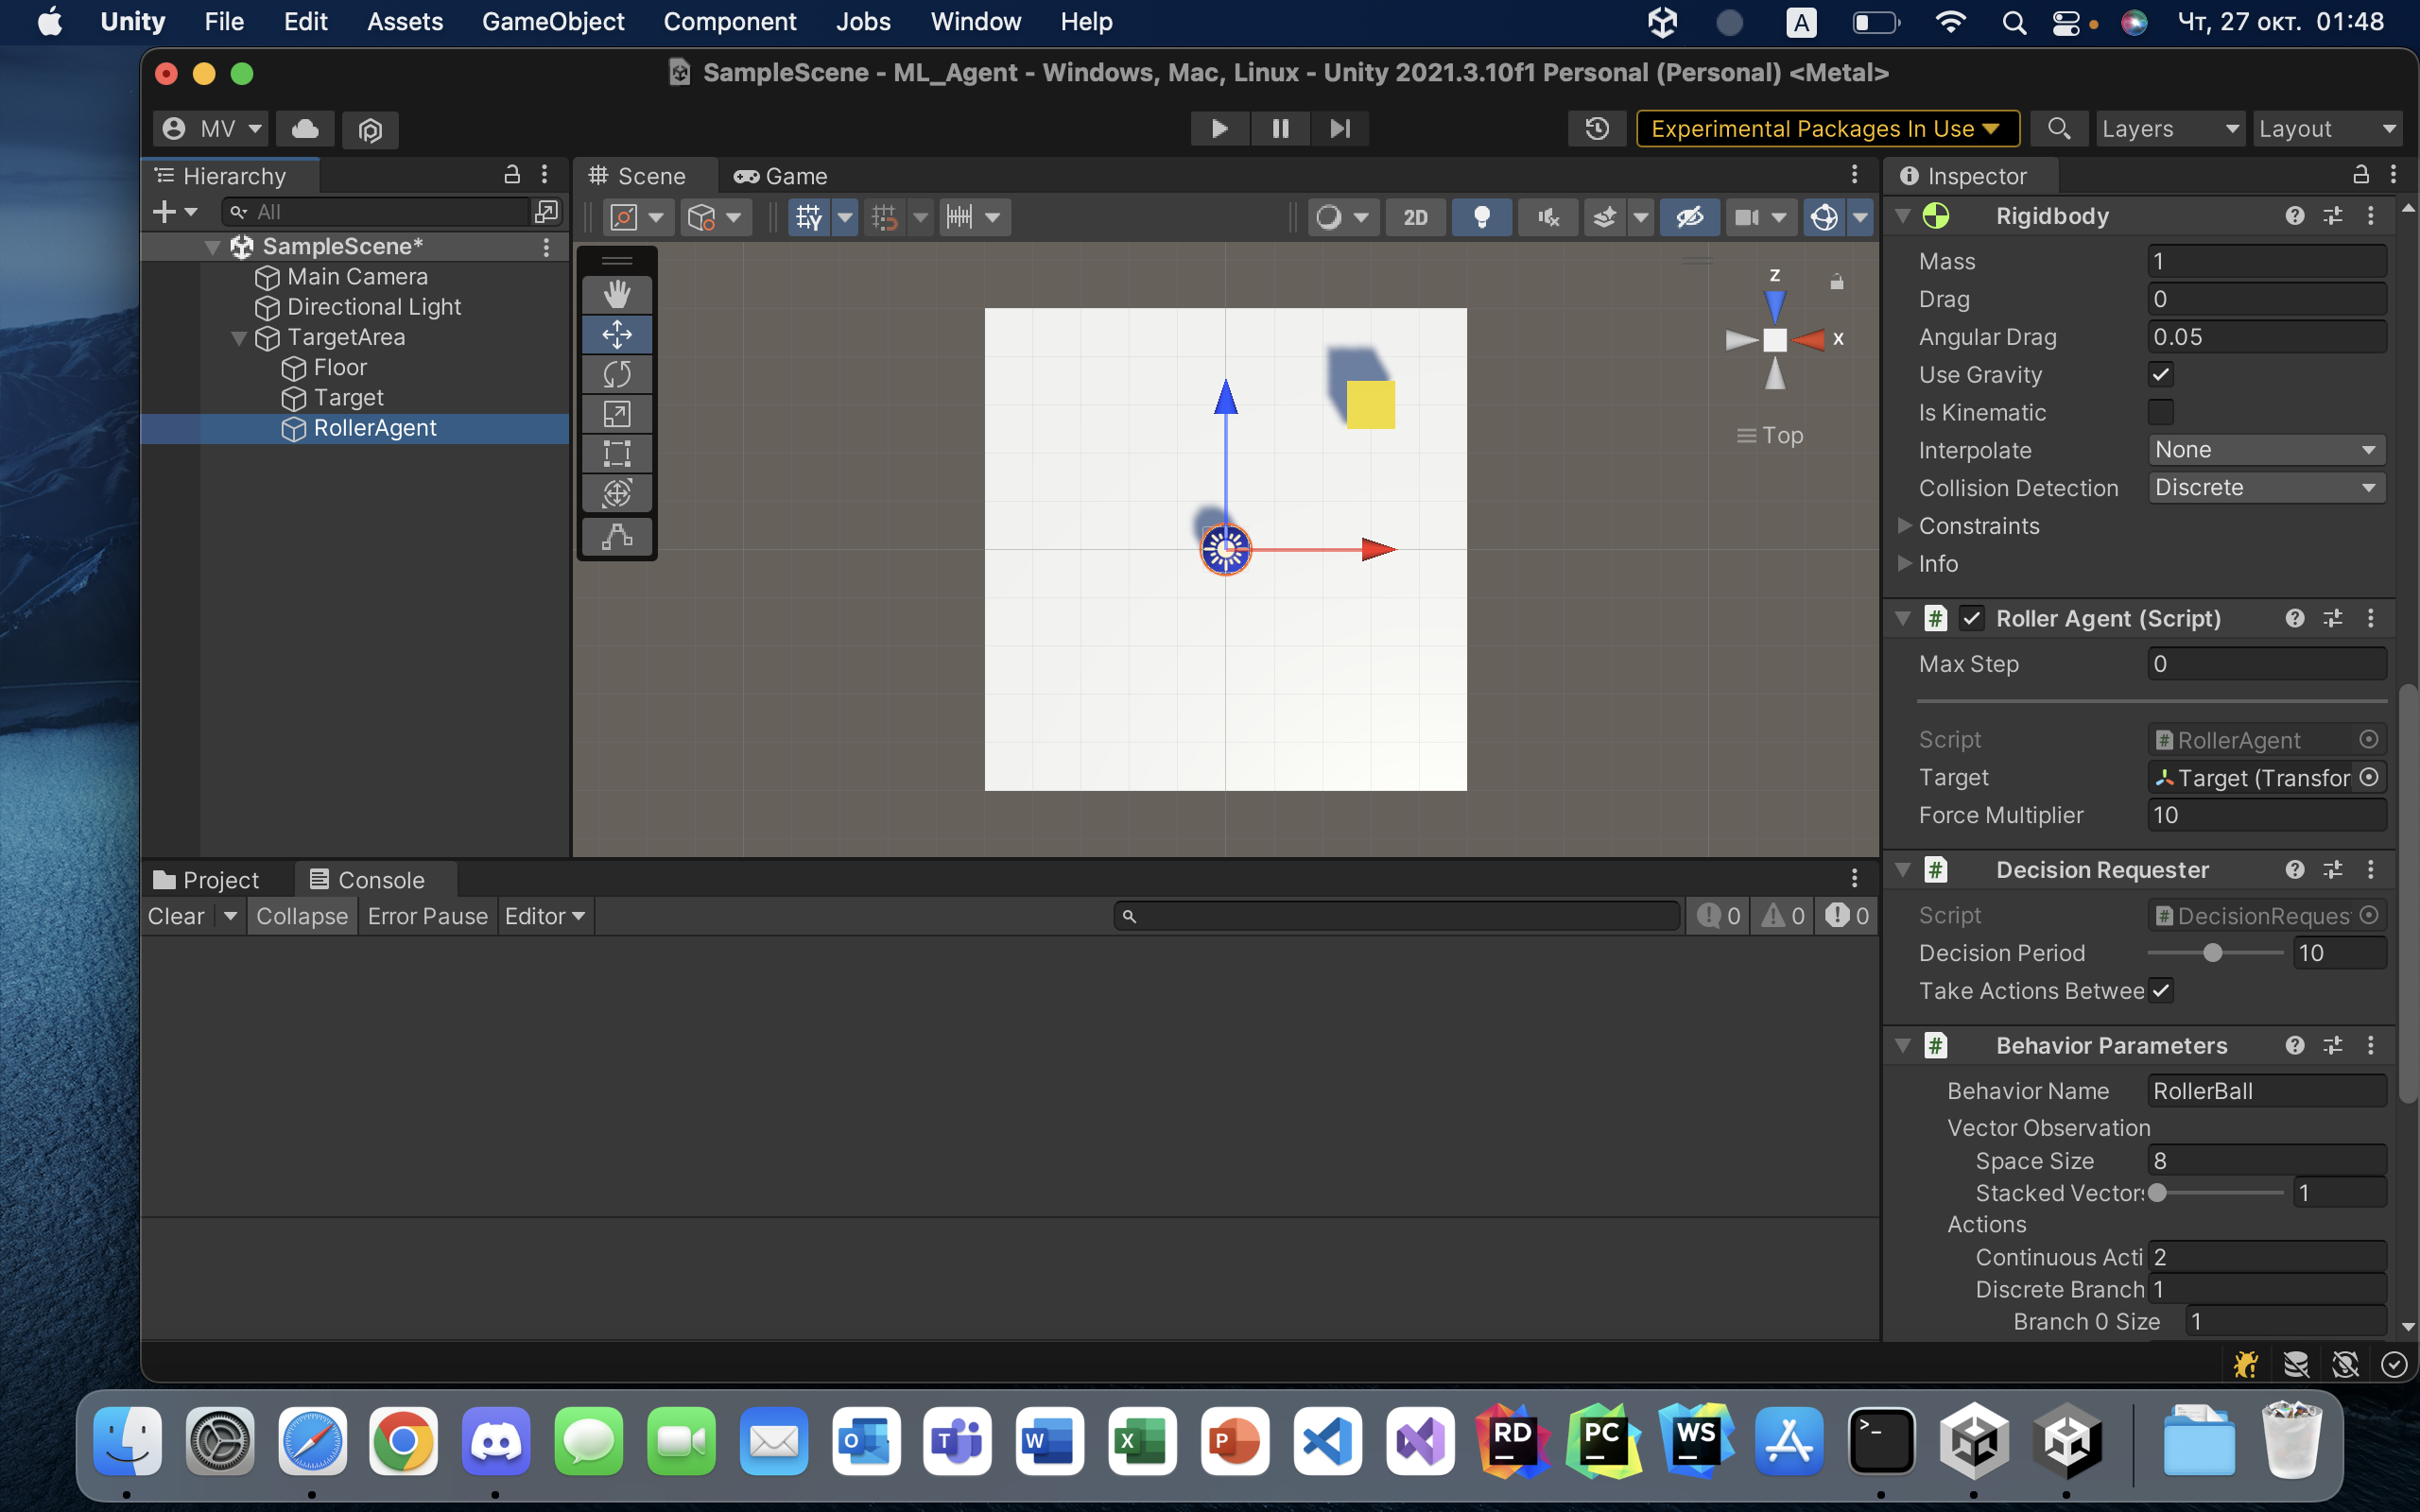 Unity File Edit Assets GameObject Component Jobs Window Help A Чт, 27 окт. 01:48
SampleScene - ML_Agent - Windows, Mac, Linux - Unity 2021.3.10f1 Personal (Personal) <Metal>
MV Experimental Packages In Use Layers Layout
Hierarchy
All
SampleScene*
Main Camera
Directional Light
TargetArea
Floor
Target
RollerAgent
Scene Game
2D
z
x
Top
Project Console
Clear Collapse Error Pause Editor 0 0 0
Inspector
Rigidbody
Mass 1
Drag 0
Angular Drag 0.05
Use Gravity
Is Kinematic
Interpolate None
Collision Detection Discrete
Constraints
Info
# Roller Agent (Script)
Max Step 0
Script # RollerAgent
Target Target (Transfor
Force Multiplier 10
# Decision Requester
Script # DecisionReques
Decision Period 10
Take Actions Betwee
# Behavior Parameters
Behavior Name RollerBall
Vector Observation
Space Size 8
Stacked Vectors 1
Actions
Continuous Acti 2
Discrete Branch 1
Branch 0 Size 1
O T W X P RD PC WS >_